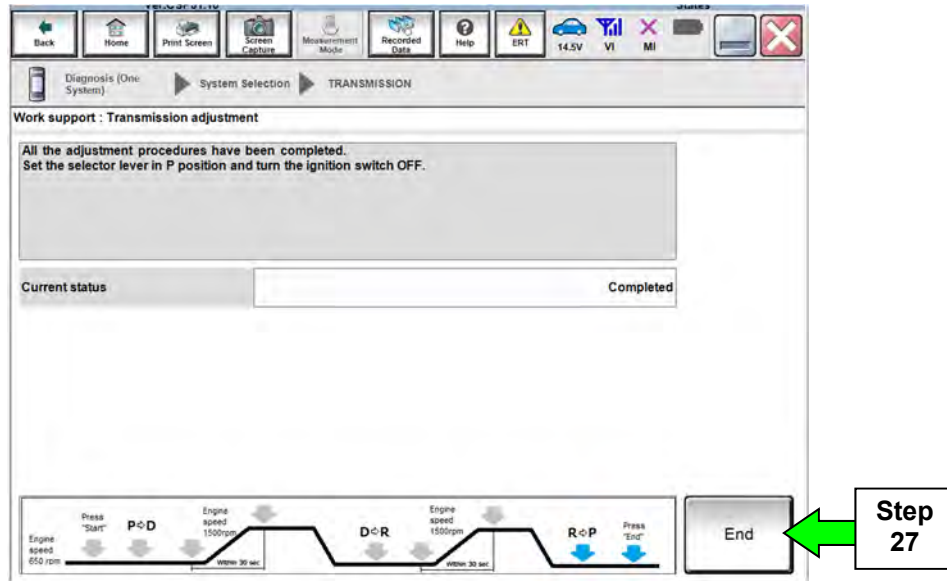 Back
Home
Print Screen
Screen
Capture
Measurement
Mode
Recorded
Data
Help
ERT
14.5V
VI
MI
Diagnosis (One
System)
System Selection
TRANSMISSION
Work support : Transmission adjustment
All the adjustment procedures have been completed.
Set the selector lever in P position and turn the ignition switch OFF.
Current status
Completed
Engine
speed
650 rpm
Press
"Start"
P⇨D
Engine
speed
1500rpm
Within 30 sec
D⇨R
Engine
speed
1500rpm
Within 30 sec
R⇨P
Press
"End"
End
Step
27